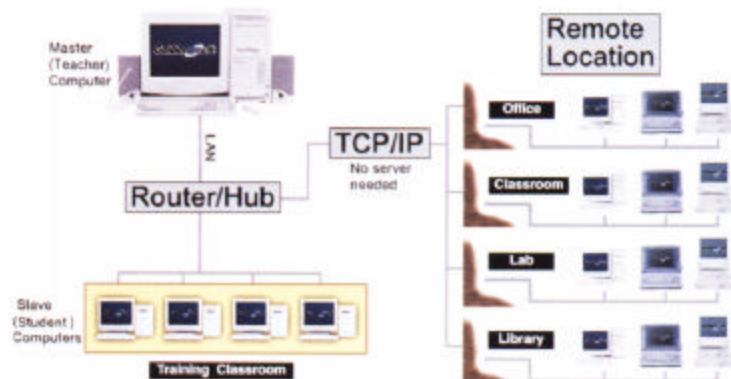 Master
(Teacher)
Computer
LAN
Router/Hub
TCP/IP
No server
needed
Slave
(Student)
Computers
Training Classroom
Remote
Location
Office
Classroom
Lab
Library